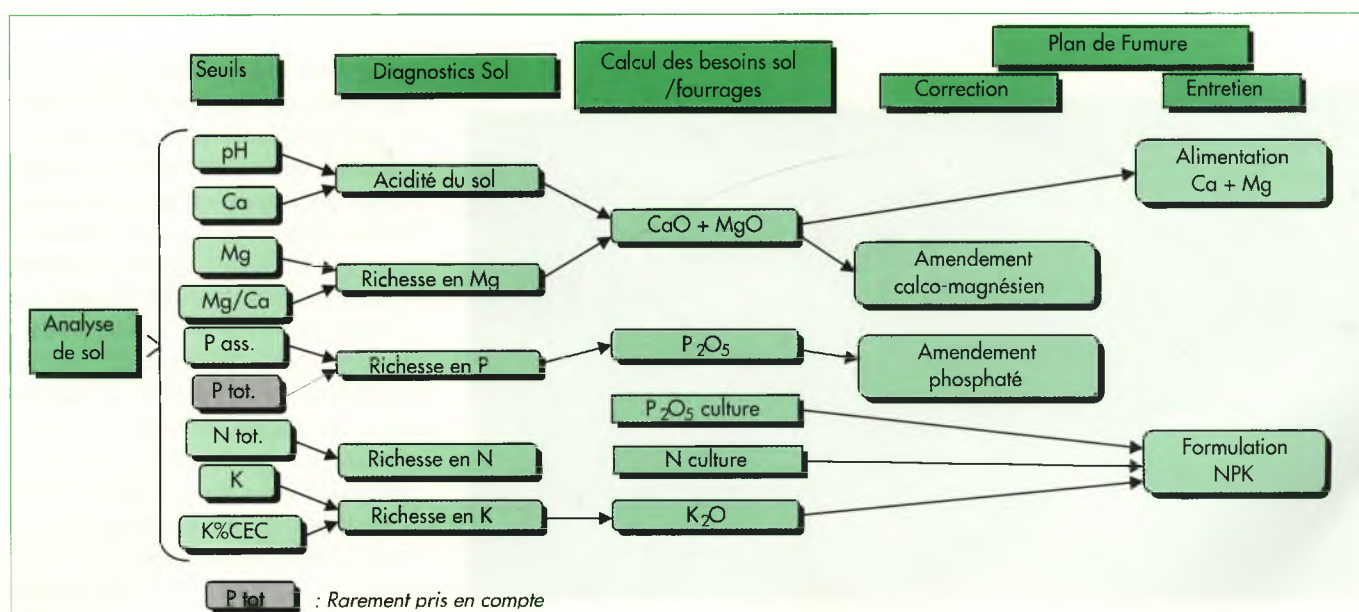 Seuils
Diagnostics Sol
Calcul des besoins sol
/fourrages
Plan de Fumure
Correction
Entretien
Analyse
de sol
pH
Ca
Mg
Mg/Ca
P ass.
P tot.
N tot.
K
K%CEC
Acidité du sol
Richesse en Mg
Richesse en P
Richesse en N
Richesse en K
CaO + MgO
P₂O₅
P₂O₅ culture
N culture
K₂O
Alimentation
Ca + Mg
Amendement
calco-magnésien
Amendement
phosphaté
Formulation
NPK
P tot : Rarement pris en compte